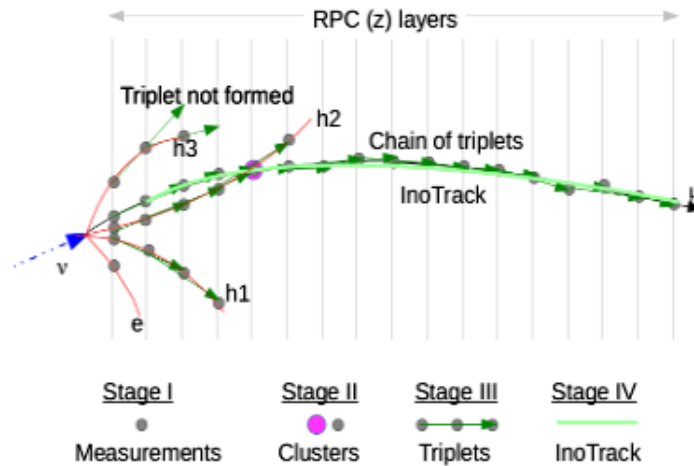 RPC (z) layers
Triplet not formed
h2
h3
Chain of triplets
InoTrack
ν
h1
e
Stage I
Stage II
Stage III
Stage IV
Measurements
Clusters
Triplets
InoTrack